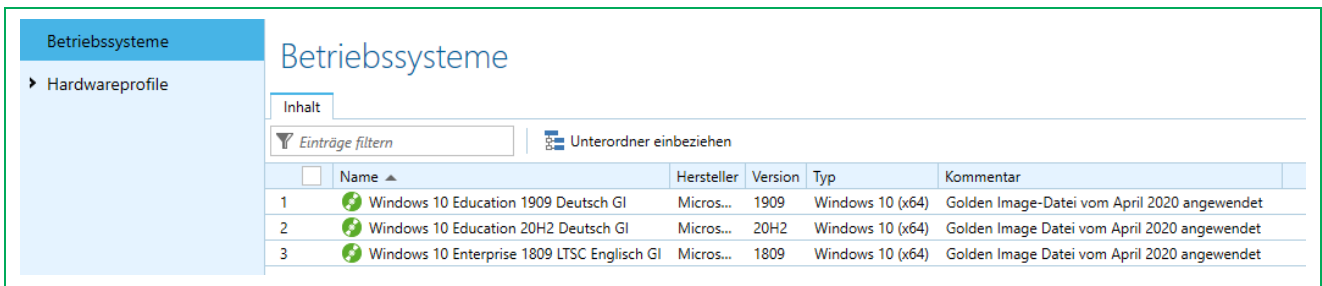 Betriebssysteme
Hardwareprofile
Betriebssysteme
Inhalt
Einträge filtern Unterordner einbeziehen
Name Hersteller Version Typ Kommentar
1 Windows 10 Education 1909 Deutsch GI Micros... 1909 Windows 10 (x64) Golden Image-Datei vom April 2020 angewendet
2 Windows 10 Education 20H2 Deutsch GI Micros... 20H2 Windows 10 (x64) Golden Image Datei vom April 2020 angewendet
3 Windows 10 Enterprise 1809 LTSC Englisch GI Micros... 1809 Windows 10 (x64) Golden Image Datei vom April 2020 angewendet